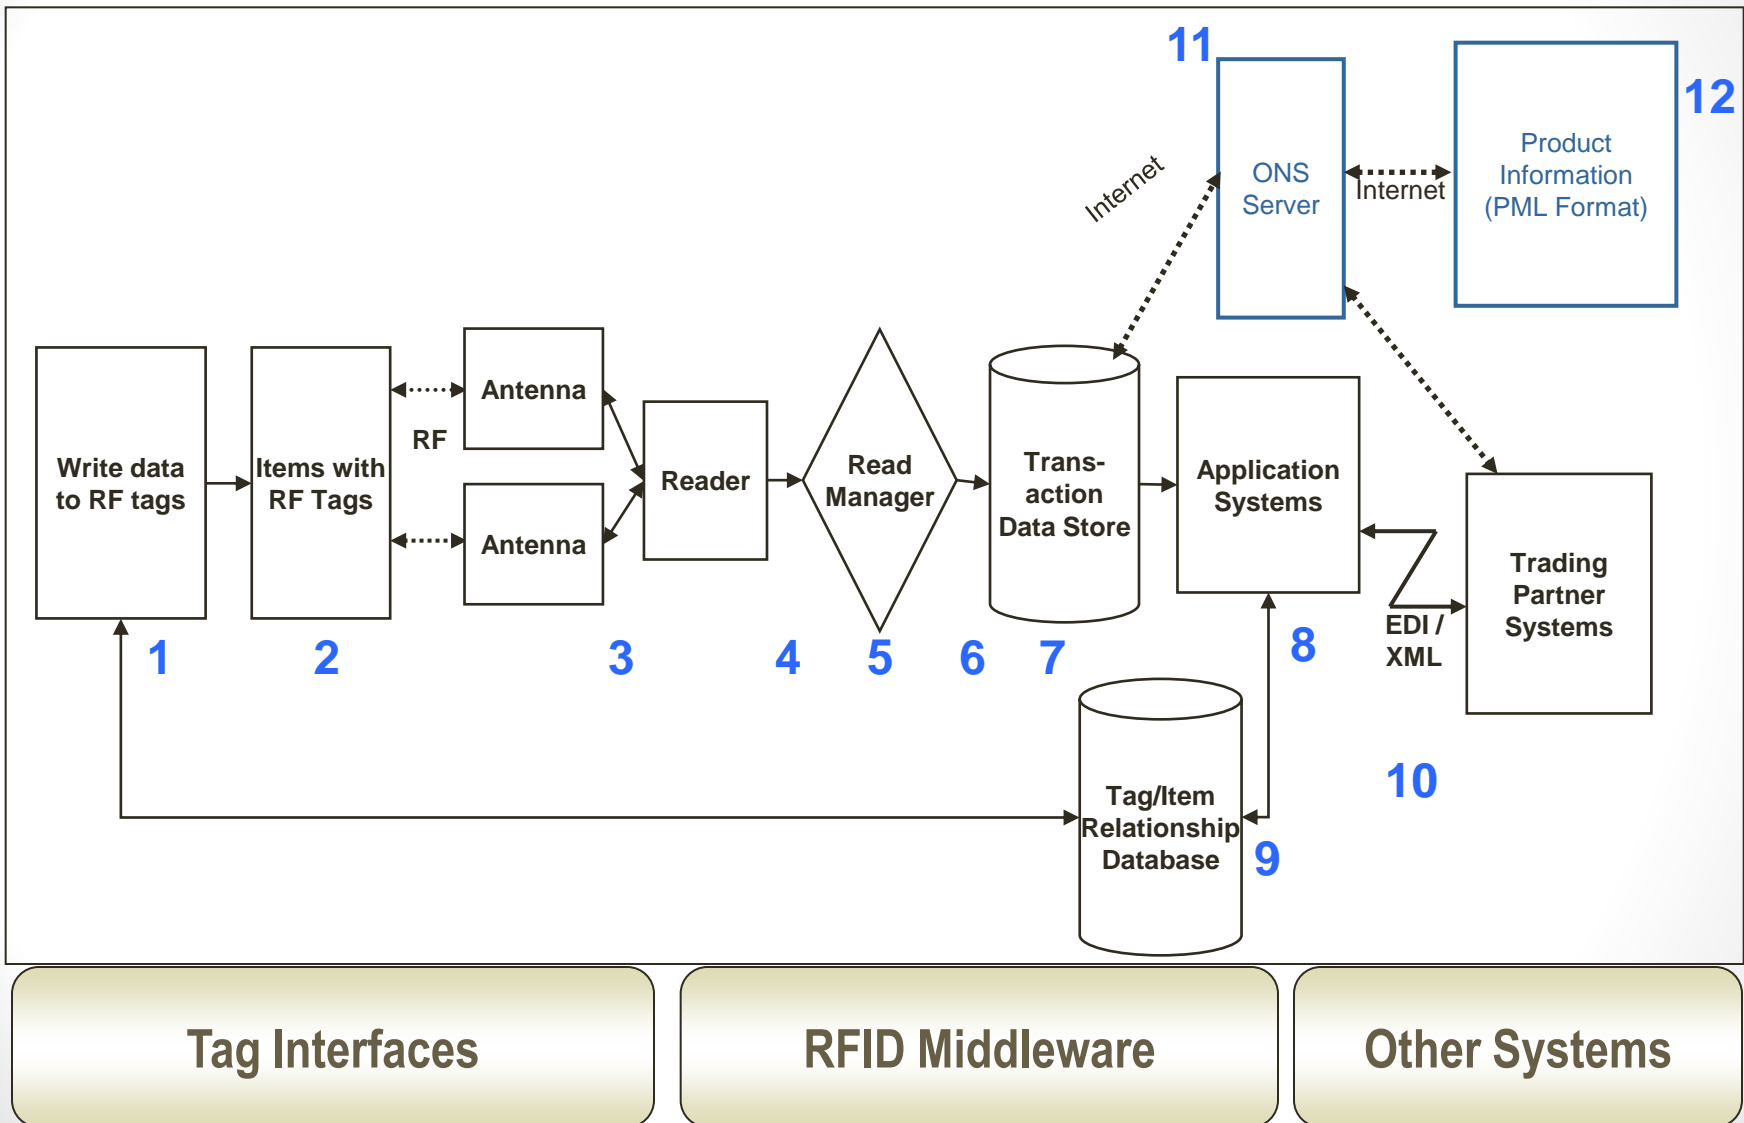 11
12
Internet
ONS
Server
Internet
Product
Information
(PML Format)
Write data
to RF tags
Items with
RF Tags
RF
Antenna
Antenna
Reader
Read
Manager
Trans-
action
Data Store
Application
Systems
EDI /
XML
Trading
Partner
Systems
1
2
3
4
5
6
7
8
Tag/Item
Relationship
Database
9
10
Tag Interfaces
RFID Middleware
Other Systems